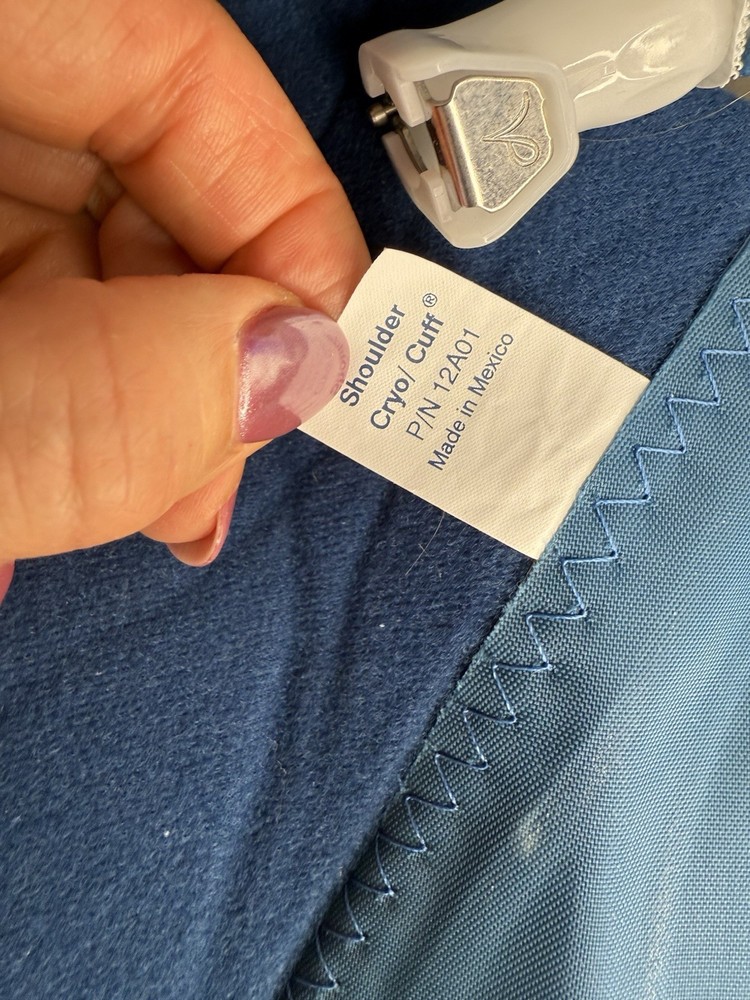 Shoulder
Cryo/ Cuff®
P/N 12A01
Made in Mexico